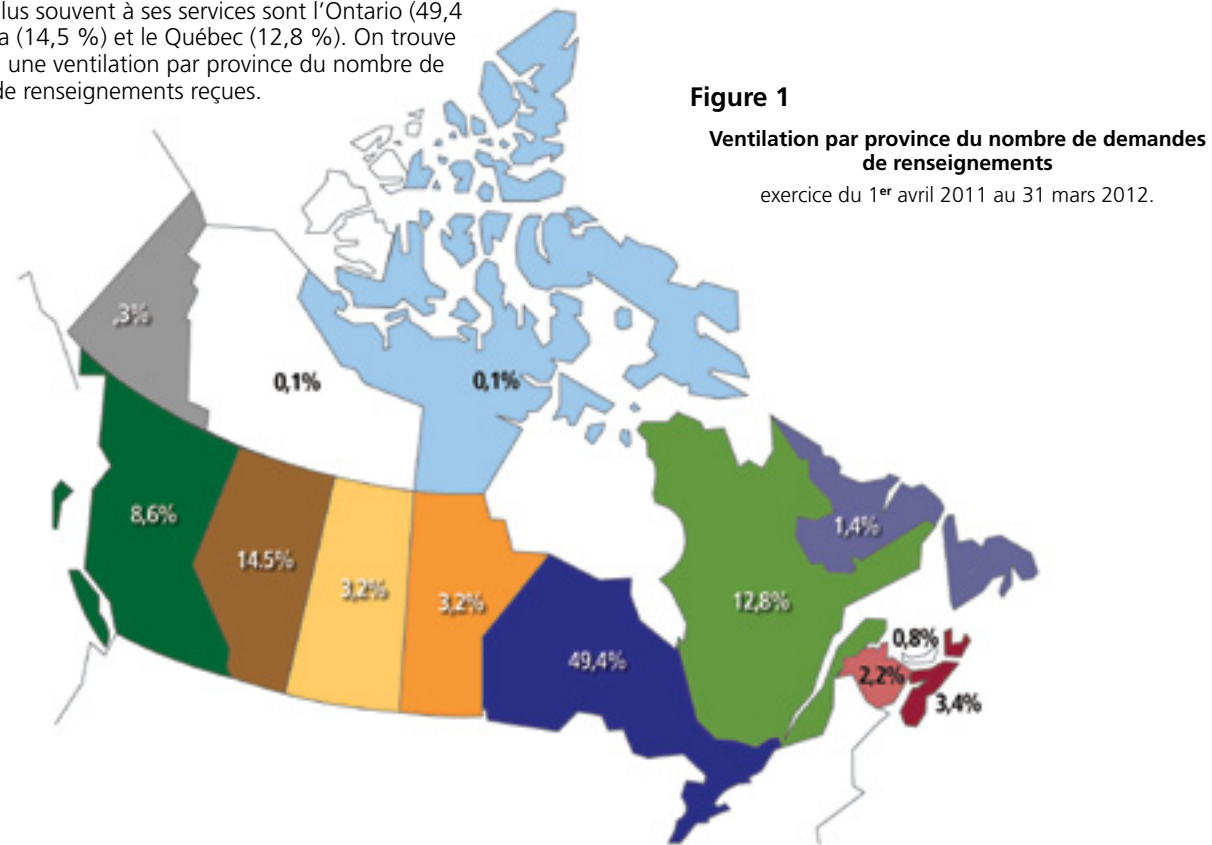 lus souvent à ses services sont l’Ontario (49,4
a (14,5 %) et le Québec (12,8 %). On trouve
une ventilation par province du nombre de
de renseignements reçues.
Figure 1
Ventilation par province du nombre de demandes
de renseignements
exercice du 1er avril 2011 au 31 mars 2012.
,3%
0,1%
0,1%
8,6%
14.5%
3,2%
3,2%
49,4%
12,8%
1,4%
0,8%
2,2%
3,4%